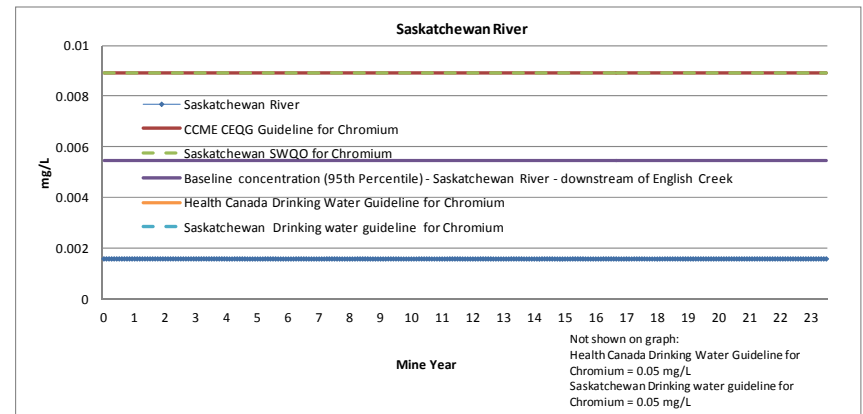 Saskatchewan River
0.01
0.008
0.006
0.004
0.002
0
mg/L
Saskatchewan River
CCME CEQG Guideline for Chromium
Saskatchewan SWQO for Chromium
Baseline concentration (95th Percentile) - Saskatchewan River - downstream of English Creek
Health Canada Drinking Water Guideline for Chromium
Saskatchewan Drinking water guideline for Chromium
0 1 2 3 4 5 6 7 8 9 10 11 12 13 14 15 16 17 18 19 20 21 22 23
Mine Year
Not shown on graph:
Health Canada Drinking Water Guideline for
Chromium = 0.05 mg/L
Saskatchewan Drinking water guideline for
Chromium = 0.05 mg/L